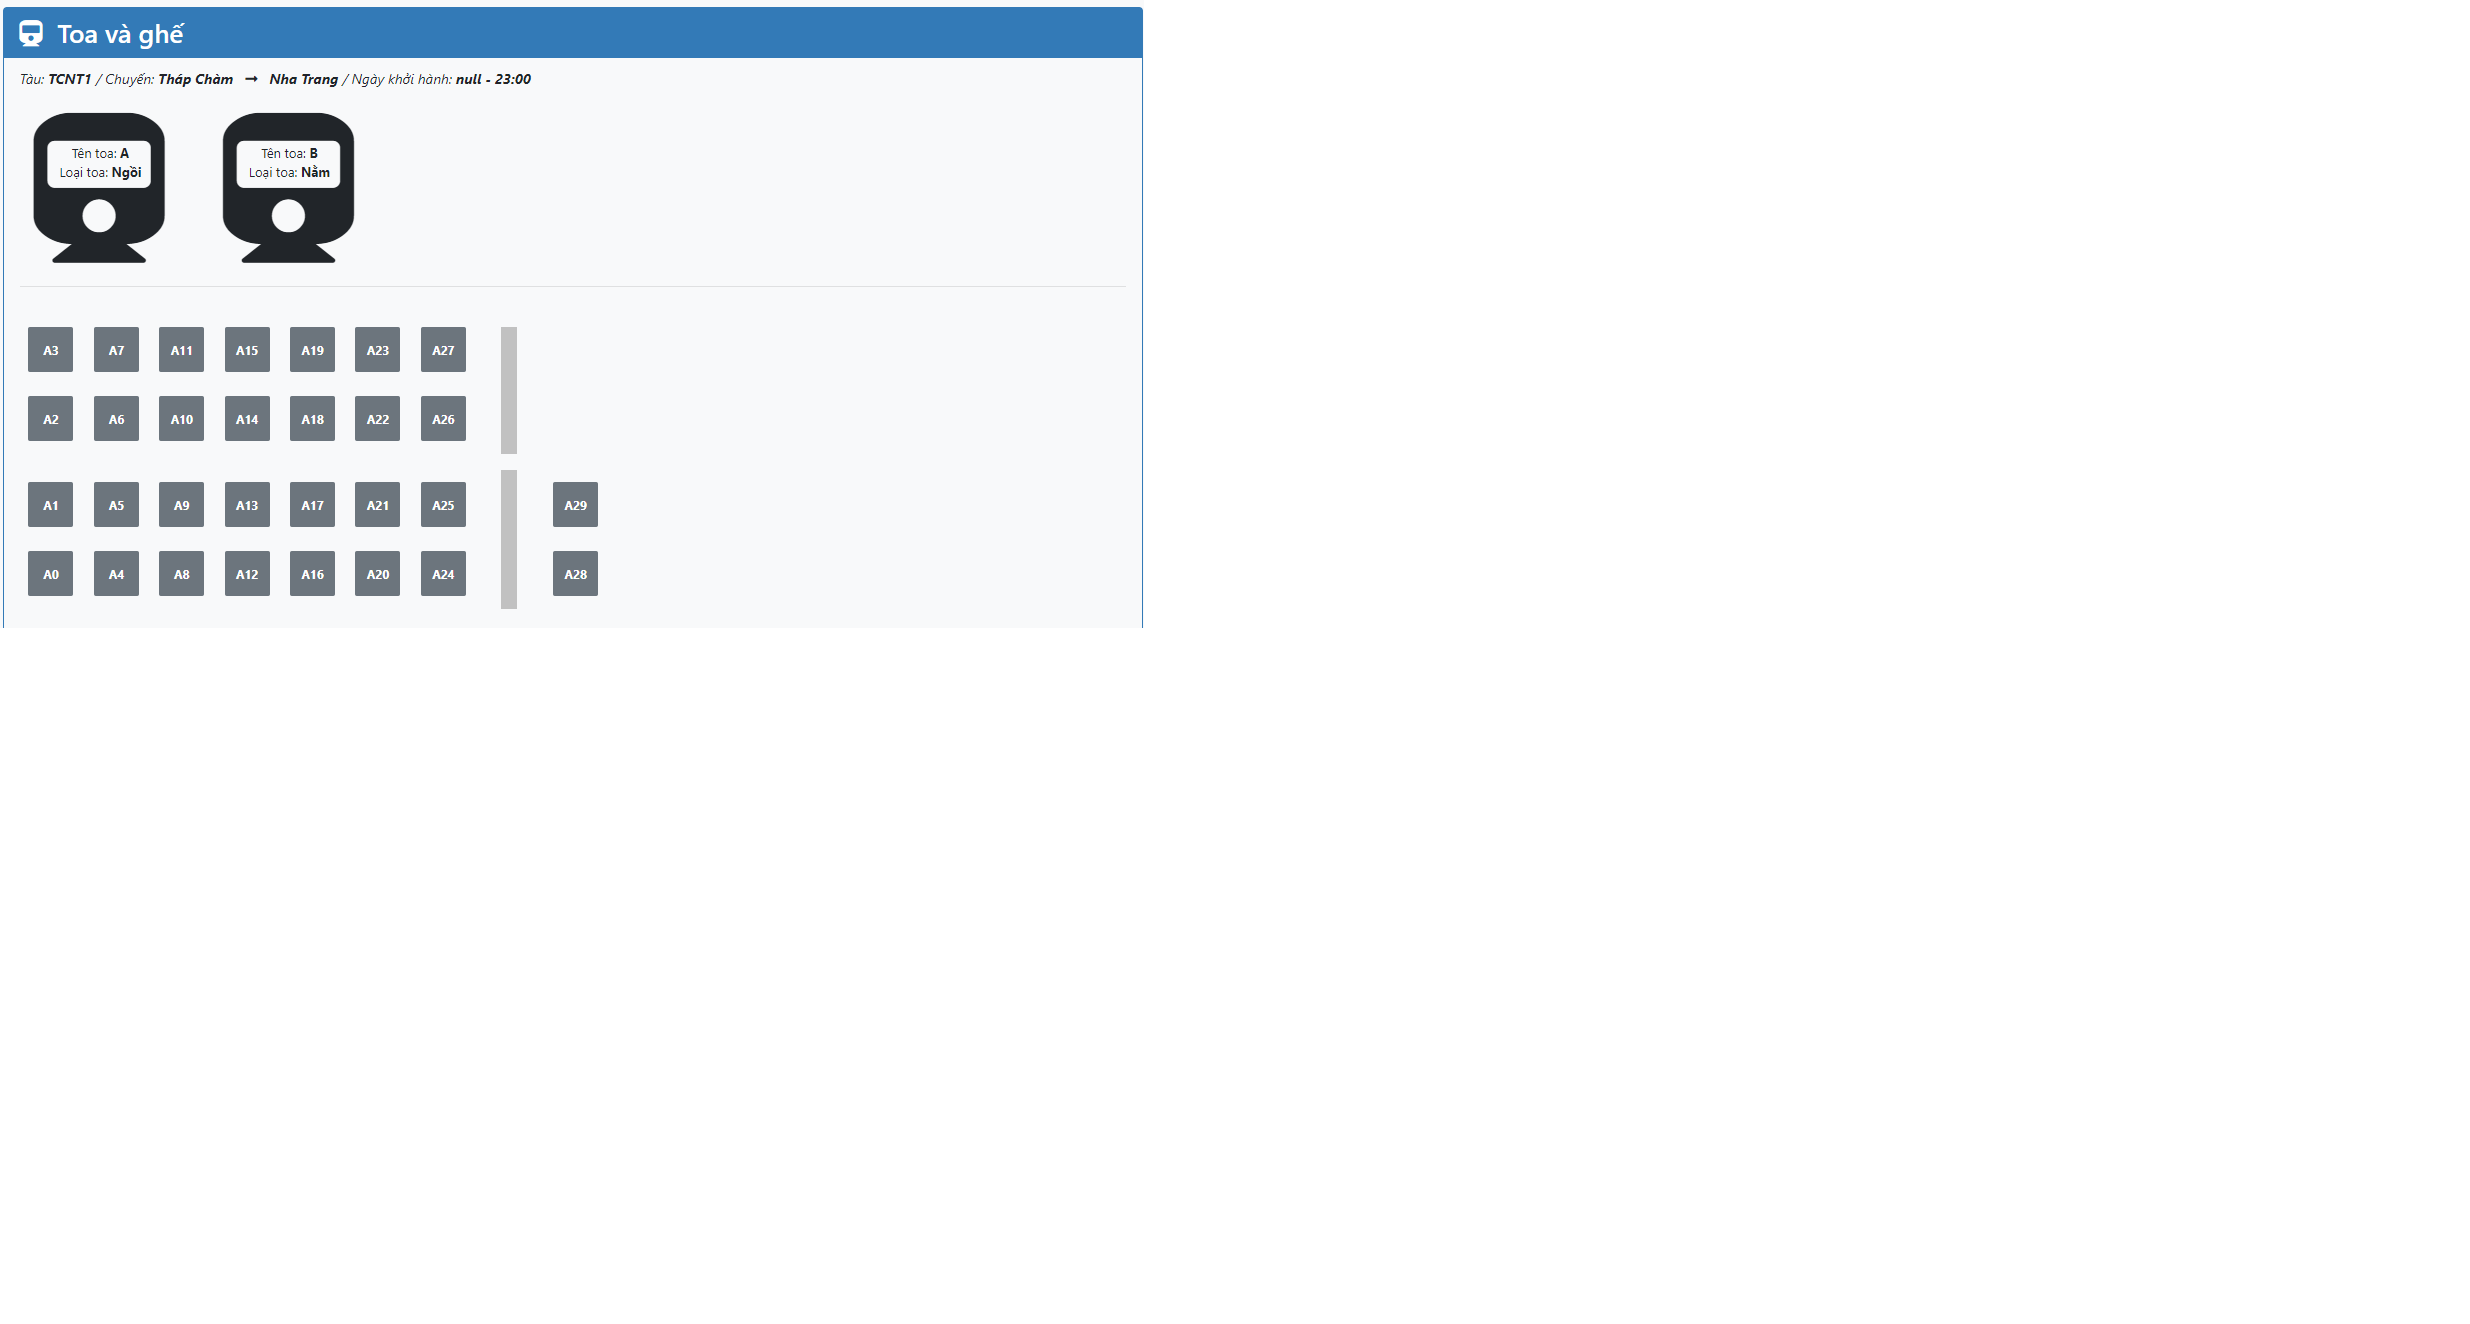 Toa và ghế
Tàu: TCNT1 / Chuyến: Tháp Chàm → Nha Trang / Ngày khởi hành: null - 23:00
Tên toa: A
Loại toa: Ngồi
Tên toa: B
Loại toa: Nằm
A3 A7 A11 A15 A19 A23 A27
A2 A6 A10 A14 A18 A22 A26
A1 A5 A9 A13 A17 A21 A25 A29
A0 A4 A8 A12 A16 A20 A24 A28